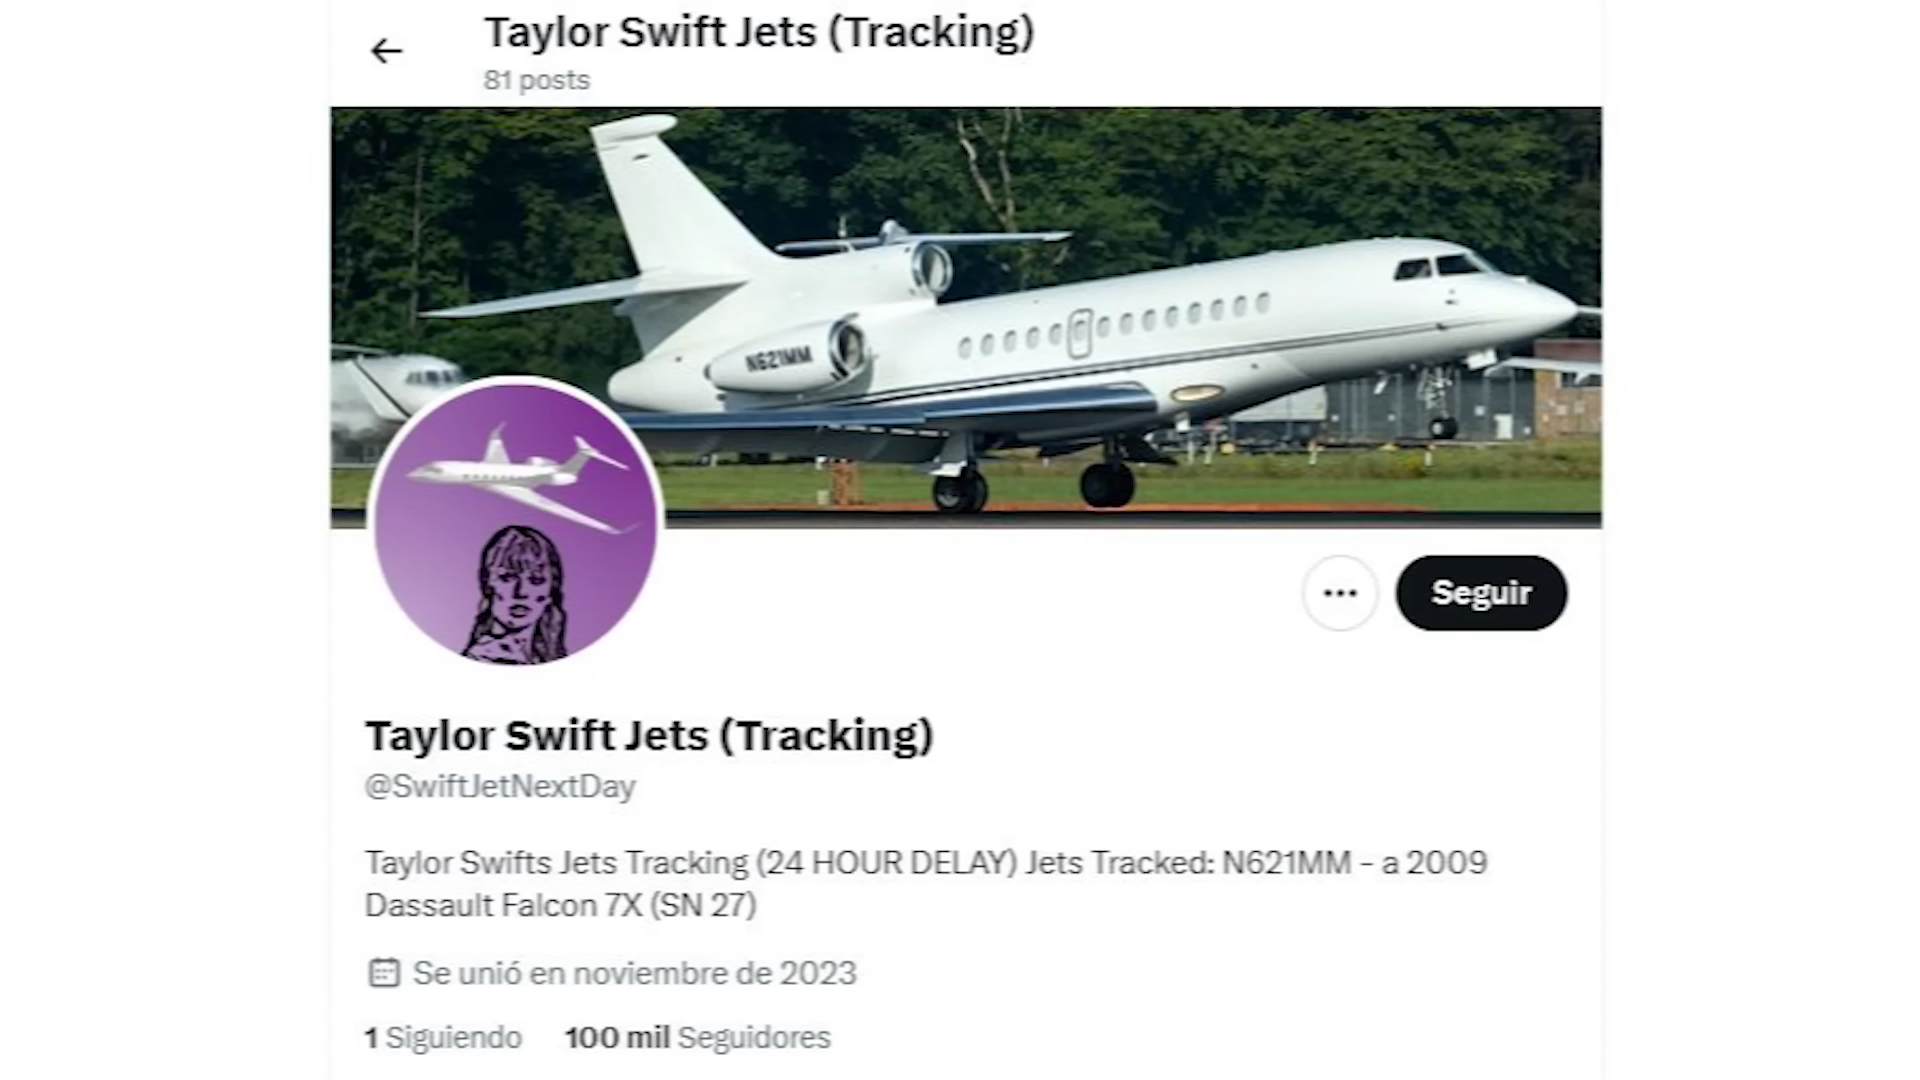 Taylor Swift Jets (Tracking)
81 posts
N621MM
Seguir
Taylor Swift Jets (Tracking)
@SwiftJetNextDay
Taylor Swifts Jets Tracking (24 HOUR DELAY) Jets Tracked: N621MM – a 2009
Dassault Falcon 7X (SN 27)
Se unió en noviembre de 2023
1 Siguiendo 100 mil Seguidores